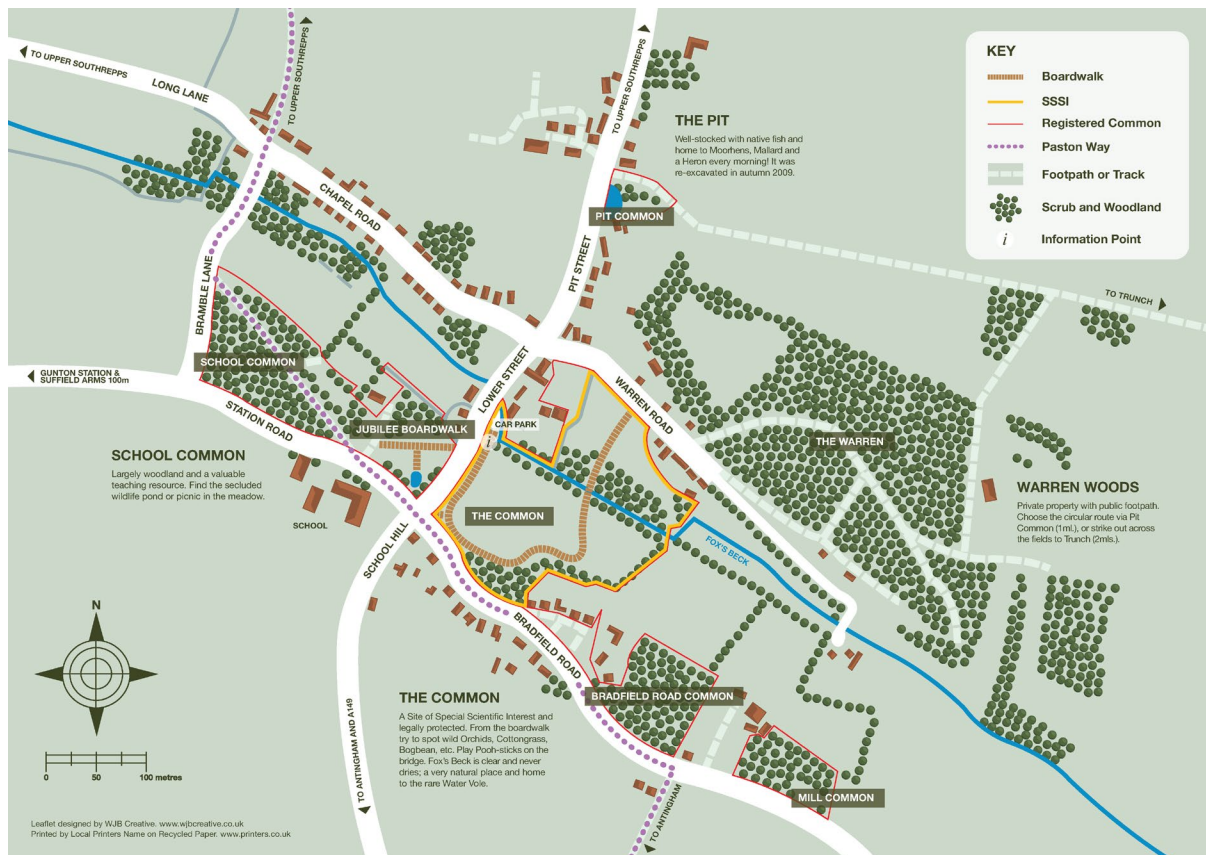 TO UPPER SOUTHREPPS
LONG LANE
TO UPPER SOUTHREPPS
TO UPPER SOUTHREPPS
CHAPEL ROAD
BRAMBLE LANE
PIT STREET
THE PIT
Well-stocked with native fish and
home to Moorhens, Mallard and
a Heron every morning! It was
re-excavated in autumn 2009.
PIT COMMON
KEY
Boardwalk
SSSI
Registered Common
Paston Way
Footpath or Track
Scrub and Woodland
i
Information Point
TO TRUNCH
GUNTON STATION &
SUFFIELD ARMS 100m
SCHOOL COMMON
STATION ROAD
LOWER STREET
WARREN ROAD
JUBILEE BOARDWALK
CAR PARK
i
THE WARREN
SCHOOL COMMON
Largely woodland and a valuable
teaching resource. Find the secluded
wildlife pond or picnic in the meadow.
SCHOOL
SCHOOL HILL
THE COMMON
FOX'S BECK
WARREN WOODS
Private property with public footpath.
Choose the circular route via Pit
Common (1ml.), or strike out across
the fields to Trunch (2mls.).
BRADFIELD ROAD
BRADFIELD ROAD COMMON
THE COMMON
A Site of Special Scientific Interest and
legally protected. From the boardwalk
try to spot wild Orchids, Cottongrass,
Bogbean, etc. Play Pooh-sticks on the
bridge. Fox's Beck is clear and never
dries; a very natural place and home
to the rare Water Vole.
TO ANTINGHAM AND A149
TO ANTINGHAM
MILL COMMON
N
0 50 100 metres
Leaflet designed by WJB Creative. www.wjbcreative.co.uk
Printed by Local Printers Name on Recycled Paper. www.printers.co.uk